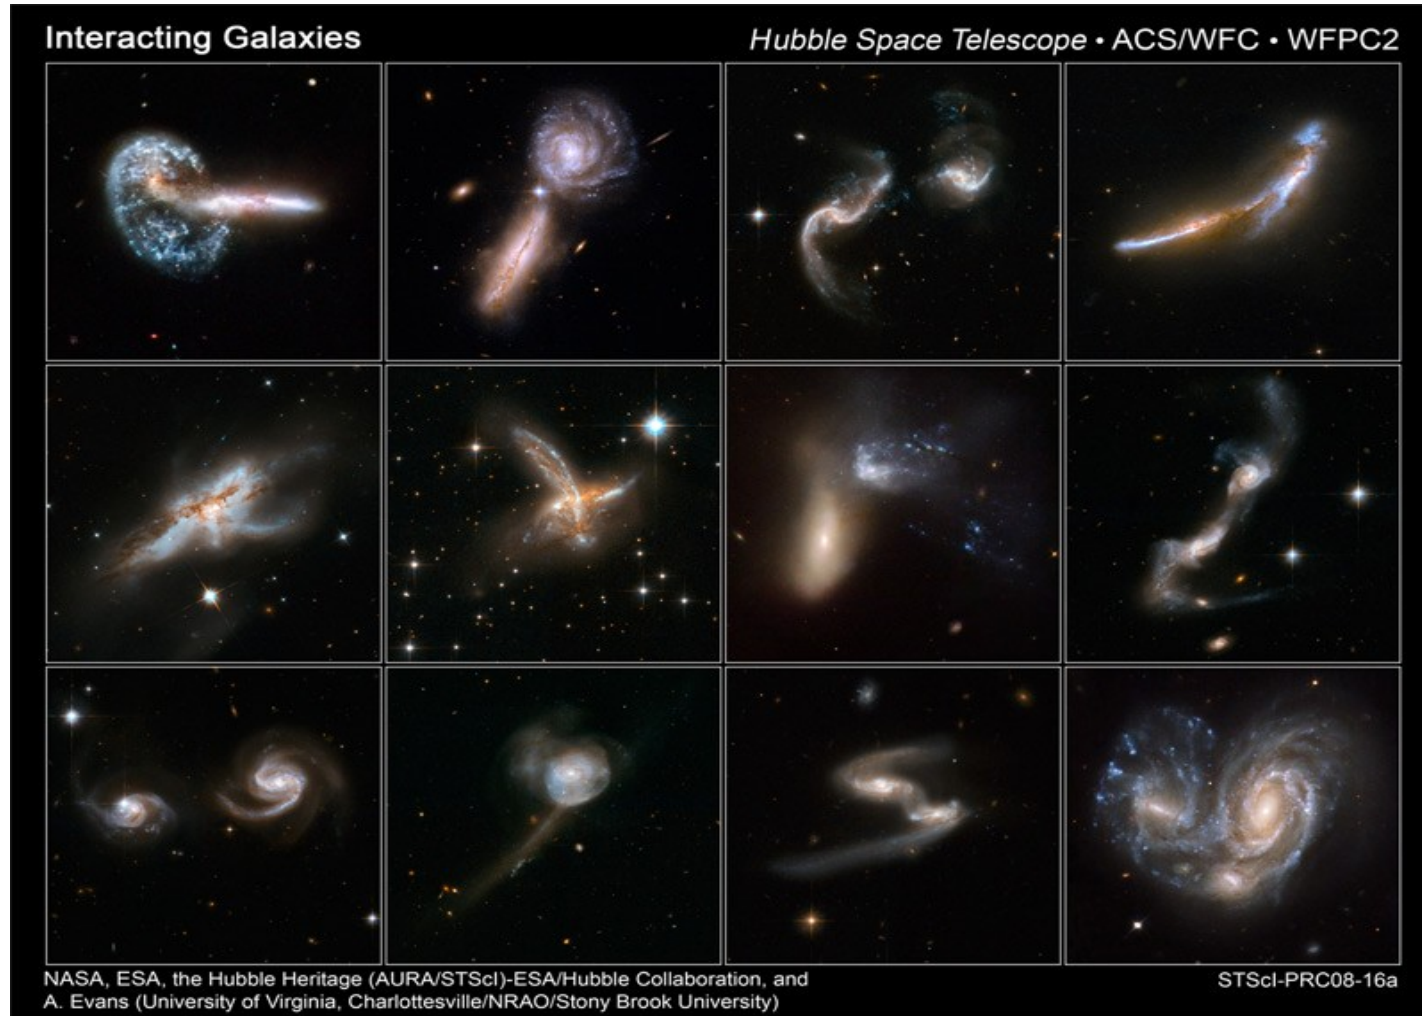 Interacting Galaxies
Hubble Space Telescope • ACS/WFC • WFPC2
NASA, ESA, the Hubble Heritage (AURA/STScI)-ESA/Hubble Collaboration, and
A. Evans (University of Virginia, Charlottesville/NRAO/Stony Brook University)
STScI-PRC08-16a